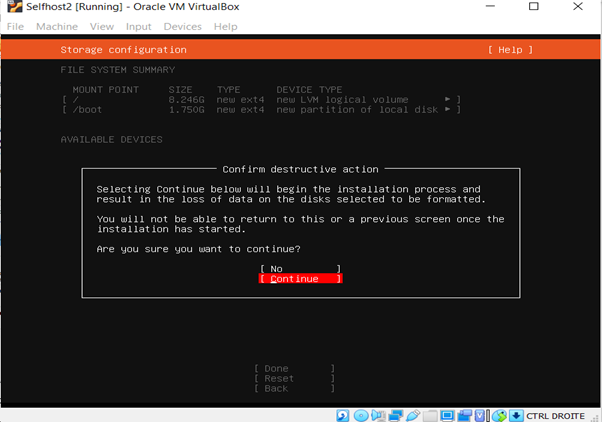 Selfhost2 [Running] - Oracle VM VirtualBox
File Machine View Input Devices Help
Storage configuration [ Help ]
FILE SYSTEM SUMMARY
MOUNT POINT SIZE TYPE DEVICE TYPE
[ / 8.246G new ext4 new LVM logical volume ▸ ]
[ /boot 1.750G new ext4 new partition of local disk ▸ ]
AVAILABLE DEVICES
Confirm destructive action
Selecting Continue below will begin the installation process and
result in the loss of data on the disks selected to be formatted.
You will not be able to return to this or a previous screen once the
installation has started.
Are you sure you want to continue?
[ No ]
[ Continue ]
[ Done ]
[ Reset ]
[ Back ]
CTRL DROITE